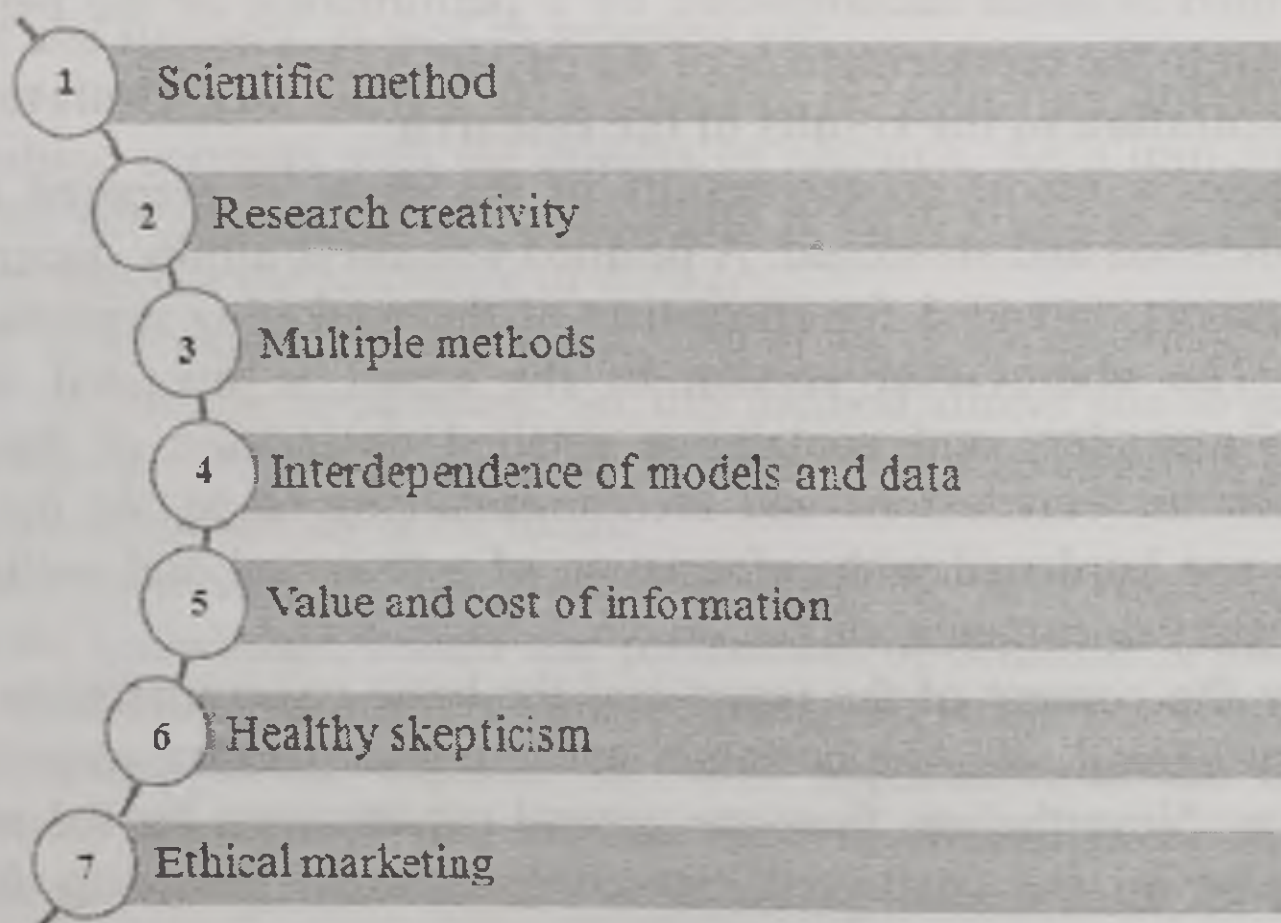 1 Scientific method
2 Research creativity
3 Multiple methods
4 Interdependence of models and data
5 Value and cost of information
6 Healthy skepticism
7 Ethical marketing